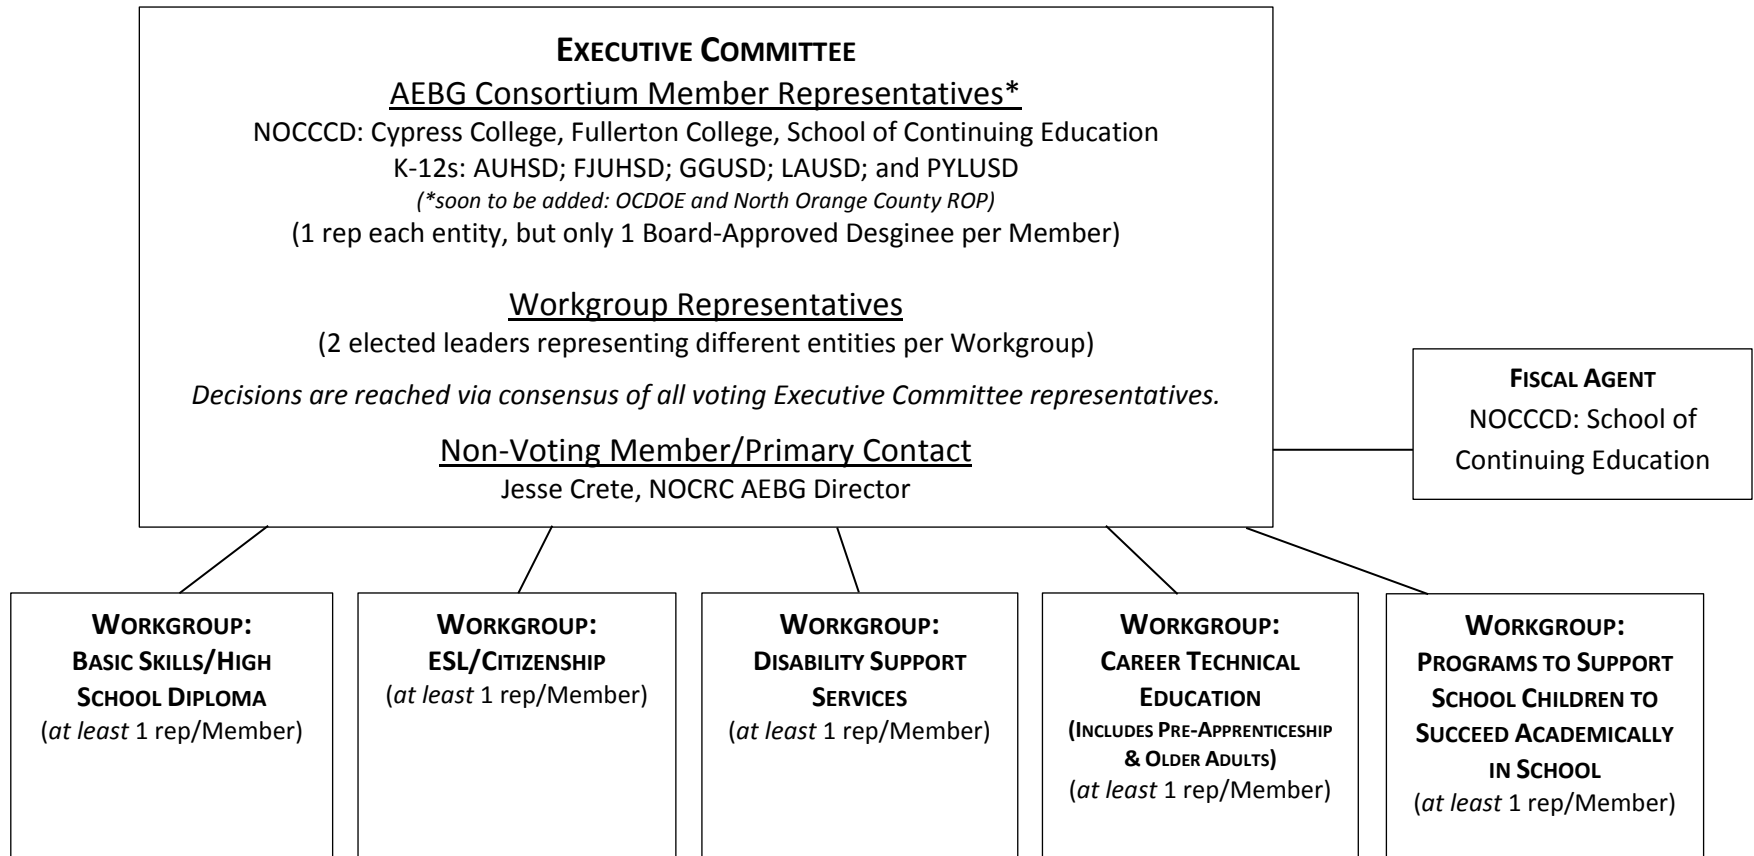 EXECUTIVE COMMITTEE
AEBG Consortium Member Representatives*
NOCCCD: Cypress College, Fullerton College, School of Continuing Education
K-12s: AUHSD; FJUHSD; GGUSD; LAUSD; and PYLUSD
(*soon to be added: OCDOE and North Orange County ROP)
(1 rep each entity, but only 1 Board-Approved Desginee per Member)
Workgroup Representatives
(2 elected leaders representing different entities per Workgroup)
Decisions are reached via consensus of all voting Executive Committee representatives.
Non-Voting Member/Primary Contact
Jesse Crete, NOCRC AEBG Director
FISCAL AGENT
NOCCCD: School of
Continuing Education
WORKGROUP:
BASIC SKILLS/HIGH
SCHOOL DIPLOMA
(at least 1 rep/Member)
WORKGROUP:
ESL/CITIZENSHIP
(at least 1 rep/Member)
WORKGROUP:
DISABILITY SUPPORT
SERVICES
(at least 1 rep/Member)
WORKGROUP:
CAREER TECHNICAL
EDUCATION
(INCLUDES PRE-APPRENTICESHIP
& OLDER ADULTS)
(at least 1 rep/Member)
WORKGROUP:
PROGRAMS TO SUPPORT
SCHOOL CHILDREN TO
SUCCEED ACADEMICALLY
IN SCHOOL
(at least 1 rep/Member)